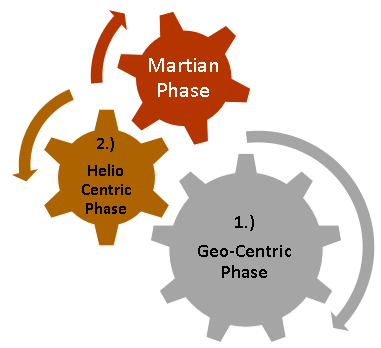 Martian
Phase
2.)
Helio
Centric
Phase
1.)
Geo-Centric
Phase